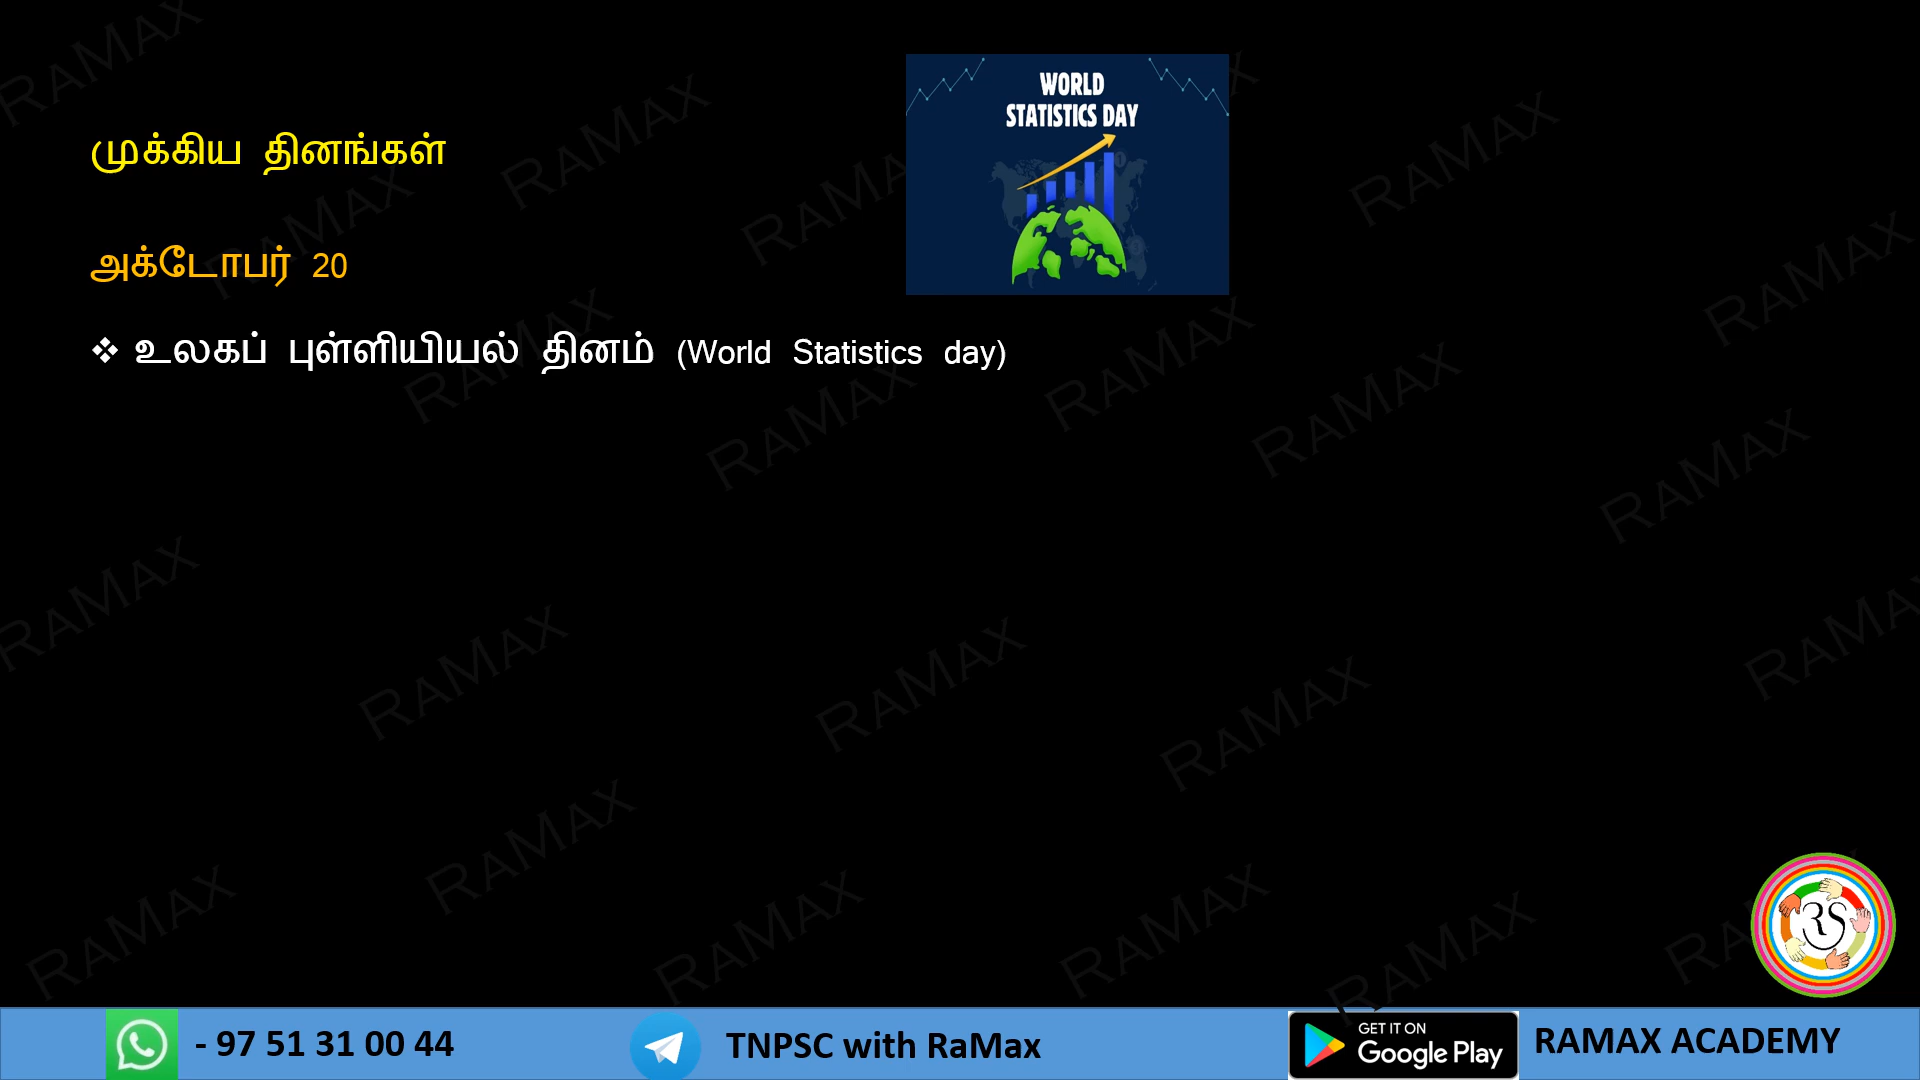 WORLD
STATISTICS DAY
முக்கிய தினங்கள்
அக்டோபர் 20
❖ உலகப் புள்ளியியல் தினம் (World Statistics day)
- 97 51 31 00 44
TNPSC with RaMax
GET IT ON
Google Play
RAMAX ACADEMY
RAMAX